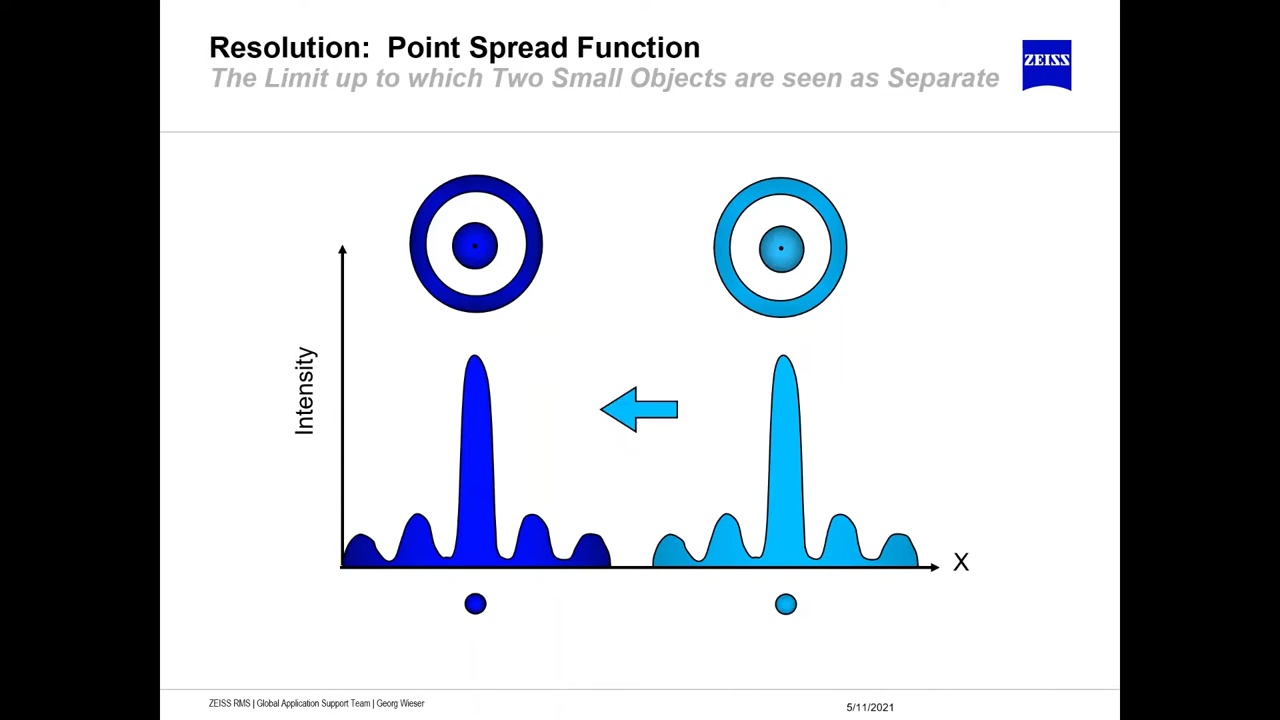 Resolution:  Point Spread Function
The Limit up to which Two Small Objects are seen as Separate
ZEISS
Intensity
X
ZEISS RMS | Global Application Support Team | Georg Wieser
5/11/2021